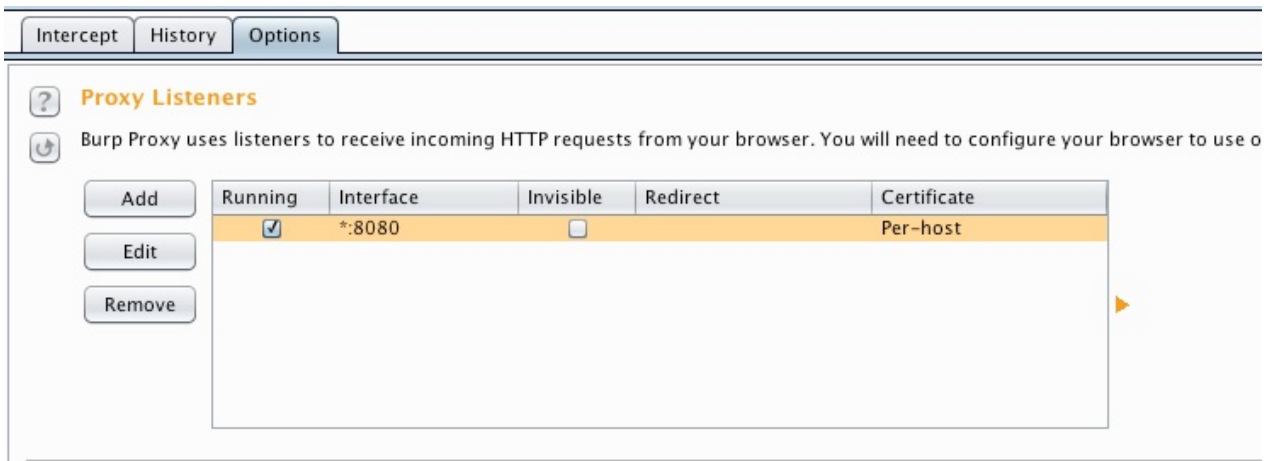 Intercept History Options
? Proxy Listeners
Burp Proxy uses listeners to receive incoming HTTP requests from your browser. You will need to configure your browser to use o
Add
Edit
Remove
Running Interface Invisible Redirect Certificate
*:8080 Per-host